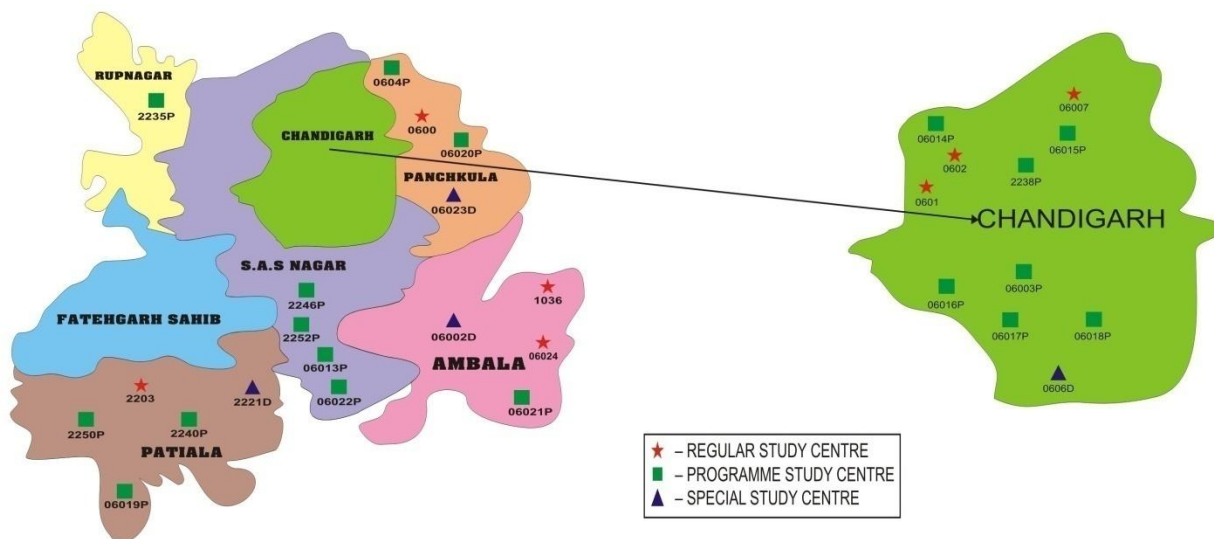 RUPNAGAR
2235P
CHANDIGARH
0604P
0600
06020P
PANCHKULA
06023D
S.A.S NAGAR
2246P
2252P
06013P
06022P
FATEHGARH SAHIB
1036
06002D
06024
AMBALA
06021P
2203
2221D
2250P
2240P
PATIALA
06019P
06007
06014P
06015P
0602
2238P
0601
CHANDIGARH
06003P
06016P
06017P
06018P
0606D
– REGULAR STUDY CENTRE
– PROGRAMME STUDY CENTRE
– SPECIAL STUDY CENTRE